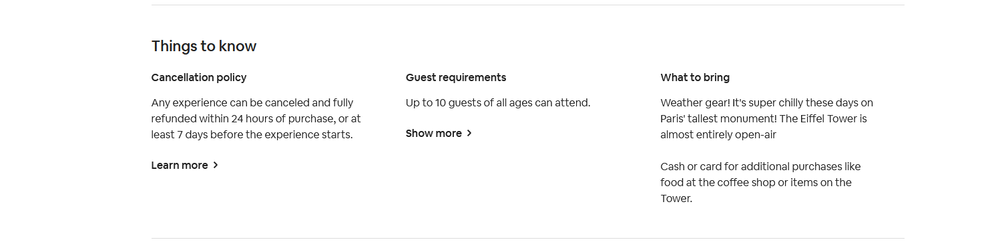 Things to know
Cancellation policy
Any experience can be canceled and fully
refunded within 24 hours of purchase, or at
least 7 days before the experience starts.
Learn more
Guest requirements
Up to 10 guests of all ages can attend.
Show more
What to bring
Weather gear! It's super chilly these days on
Paris' tallest monument! The Eiffel Tower is
almost entirely open-air
Cash or card for additional purchases like
food at the coffee shop or items on the
Tower.